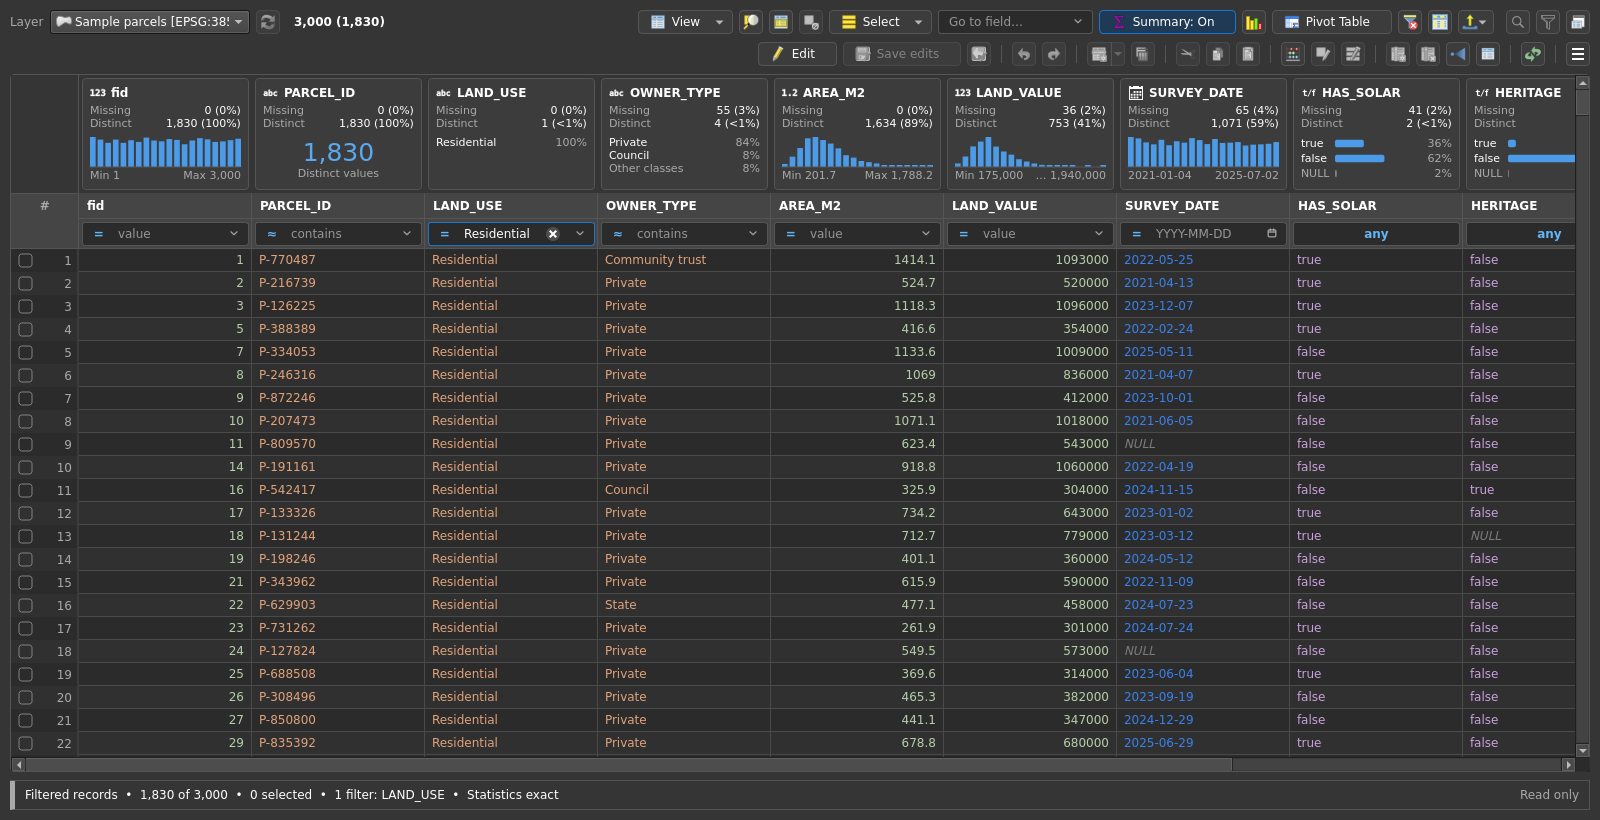 Layer Sample parcels [EPSG:385 3,000 (1,830) View Select Go to field... Σ Summary: On Pivot Table
Edit Save edits
123 fid abc PARCEL_ID abc LAND_USE abc OWNER_TYPE 1.2 AREA_M2 123 LAND_VALUE SURVEY_DATE t/f HAS_SOLAR t/f HERITAGE
Missing 0 (0%) Missing 0 (0%) Missing 0 (0%) Missing 55 (3%) Missing 0 (0%) Missing 36 (2%) Missing 65 (4%) Missing 41 (2%) Missing
Distinct 1,830 (100%) Distinct 1,830 (100%) Distinct 1 (<1%) Distinct 4 (<1%) Distinct 1,634 (89%) Distinct 753 (41%) Distinct 1,071 (59%) Distinct 2 (<1%) Distinct
1,830 Residential 100% Private 84% true 36% true
Council 8% false 62% false
Distinct values Other classes 8%
Min 1 Max 3,000 Min 201.7 Max 1,788.2 Min 175,000 ... 1,940,000 2021-01-04 2025-07-02 NULL 2% NULL
# fid PARCEL_ID LAND_USE OWNER_TYPE AREA_M2 LAND_VALUE SURVEY_DATE HAS_SOLAR HERITAGE
= value ≈ contains = Residential ≈ contains = value = value = YYYY-MM-DD any any
1 1 P-770487 Residential Community trust 1414.1 1093000 2022-05-25 true false
2 2 P-216739 Residential Private 524.7 520000 2021-04-13 true false
3 3 P-126225 Residential Private 1118.3 1096000 2023-12-07 true false
4 5 P-388389 Residential Private 416.6 354000 2022-02-24 true false
5 7 P-334053 Residential Private 1133.6 1009000 2025-05-11 false false
6 8 P-246316 Residential Private 1069 836000 2021-04-07 true false
7 9 P-872246 Residential Private 525.8 412000 2023-10-01 false false
8 10 P-207473 Residential Private 1071.1 1018000 2021-06-05 false false
9 11 P-809570 Residential Private 623.4 543000 NULL false false
10 14 P-191161 Residential Private 918.8 1060000 2022-04-19 false false
11 16 P-542417 Residential Council 325.9 304000 2024-11-15 false true
12 17 P-133326 Residential Private 734.2 643000 2023-01-02 true false
13 18 P-131244 Residential Private 712.7 779000 2023-03-12 true NULL
14 19 P-198246 Residential Private 401.1 360000 2024-05-12 false false
15 21 P-343962 Residential Private 615.9 590000 2022-11-09 false false
16 22 P-629903 Residential State 477.1 458000 2024-07-23 false false
17 23 P-731262 Residential Private 261.9 301000 2024-07-24 true false
18 24 P-127824 Residential Private 549.5 573000 NULL false false
19 25 P-688508 Residential Private 369.6 314000 2023-06-04 true false
20 26 P-308496 Residential Private 465.3 382000 2023-09-19 false false
21 27 P-850800 Residential Private 441.1 347000 2024-12-29 false false
22 29 P-835392 Residential Private 678.8 680000 2025-06-29 true false
Filtered records • 1,830 of 3,000 • 0 selected • 1 filter: LAND_USE • Statistics exact Read only